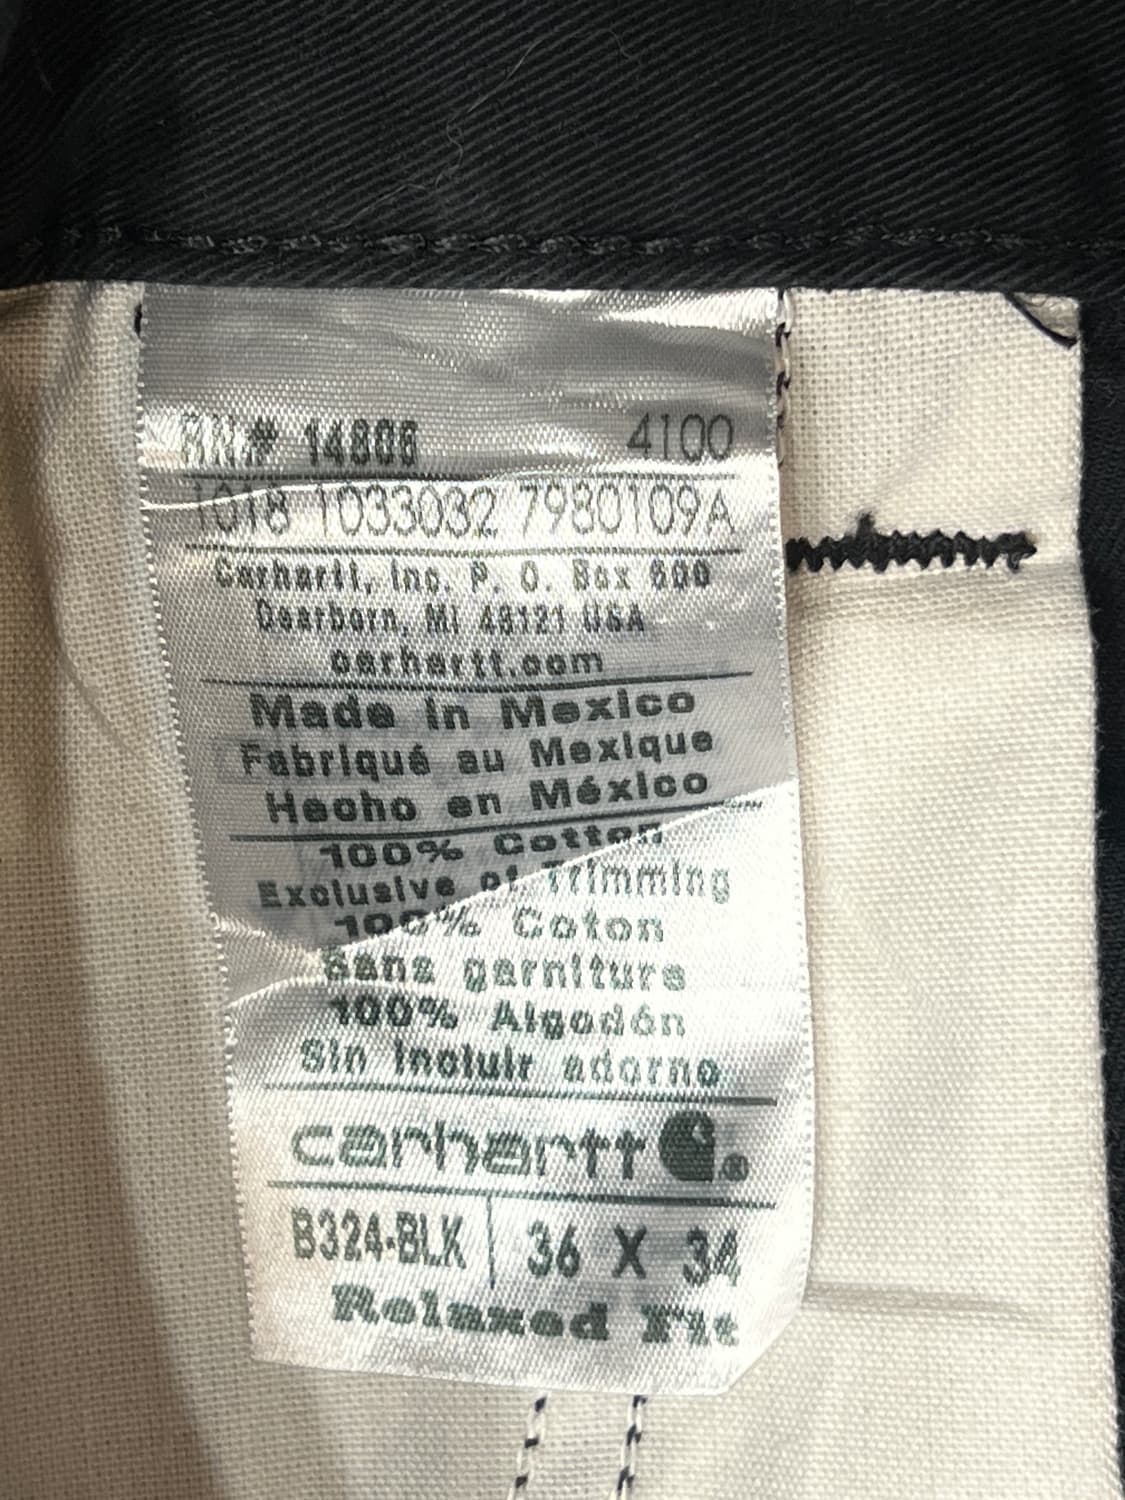 RN# 14806 4100
1018 1033032 7980109A
Carhartt, Inc. P. O. Box 600
Dearborn, MI 48121 USA
carhartt.com
Made in Mexico
Fabriqué au Mexique
Hecho en México
100% Cotton
Exclusive of Trimming
100% Coton
Sans garniture
100% Algodón
Sin incluir adorno
carhartt ®
B324-BLK 36 X 34
Relaxed Fit